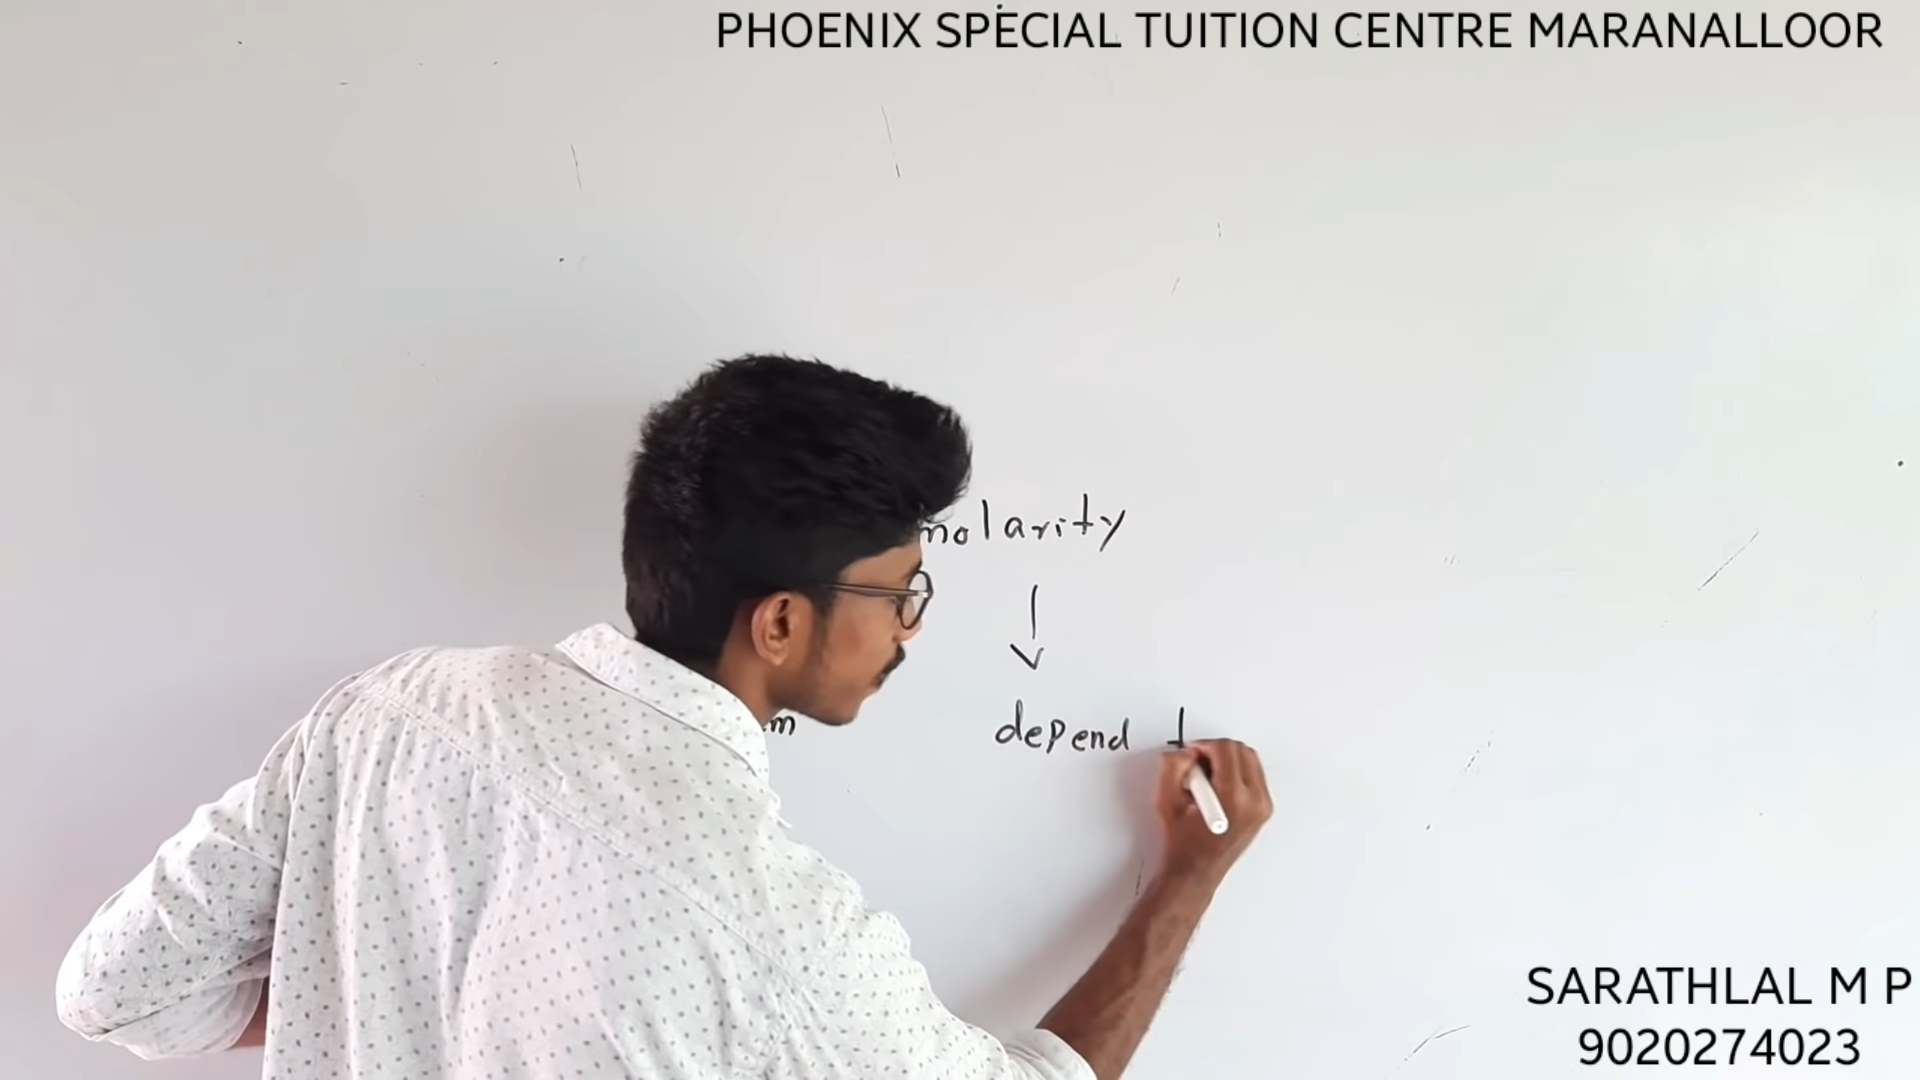 PHOENIX SPECIAL TUITION CENTRE MARANALLOOR
molarity
depend
SARATHLAL M P
9020274023